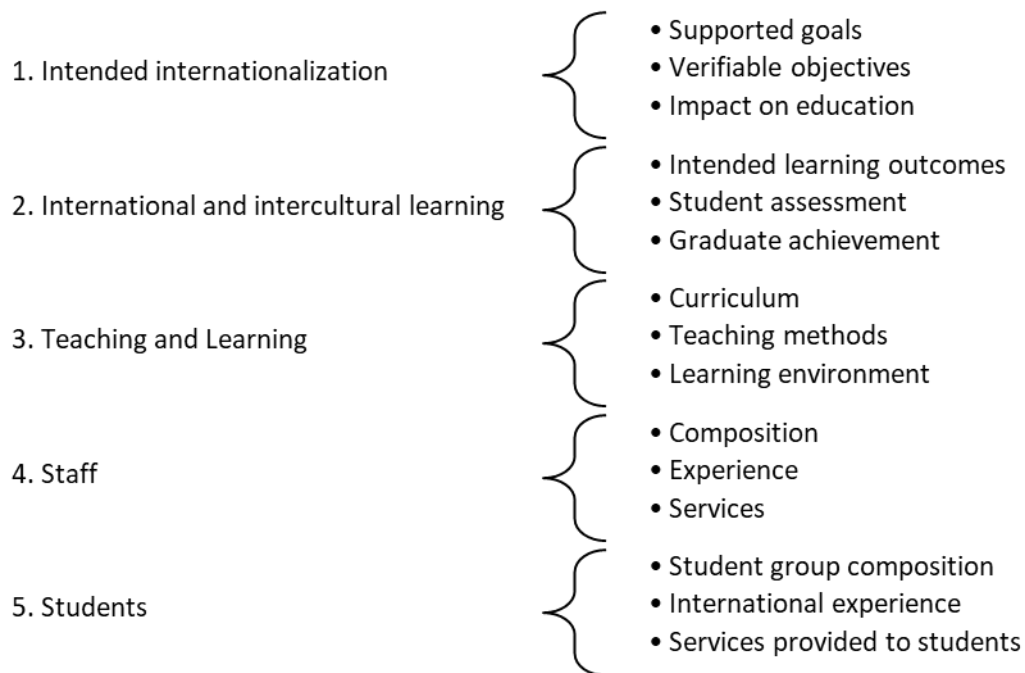 1. Intended internationalization
• Supported goals
• Verifiable objectives
• Impact on education
2. International and intercultural learning
• Intended learning outcomes
• Student assessment
• Graduate achievement
3. Teaching and Learning
• Curriculum
• Teaching methods
• Learning environment
4. Staff
• Composition
• Experience
• Services
5. Students
• Student group composition
• International experience
• Services provided to students